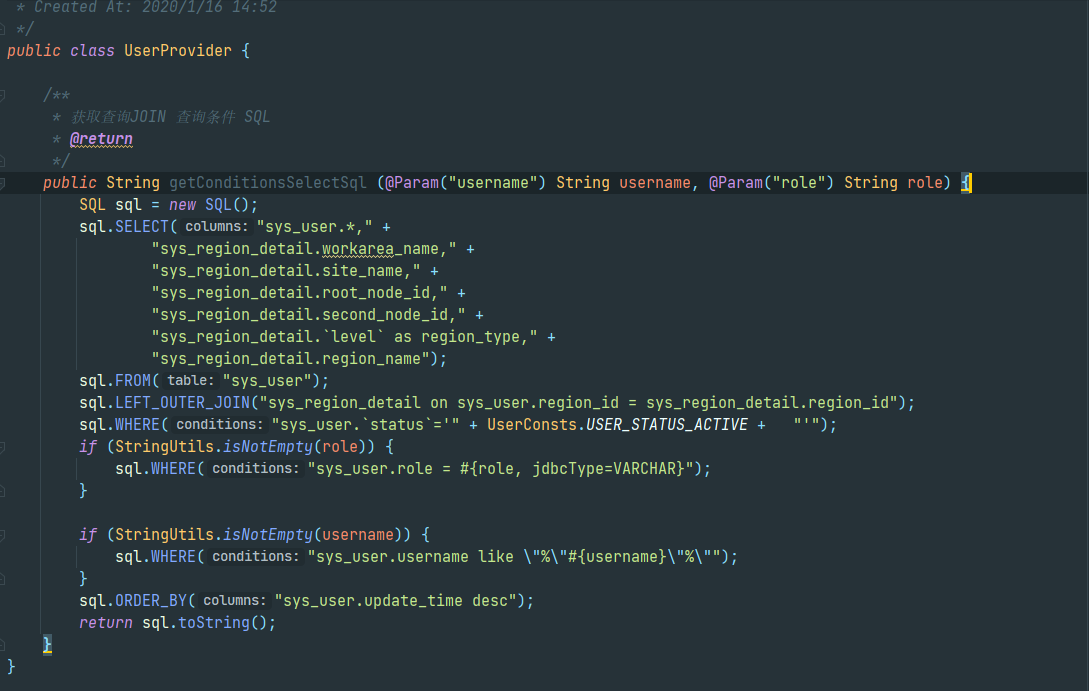 * Created At: 2020/1/16 14:52
*/
public class UserProvider {
/**
* 获取查询JOIN 查询条件 SQL
* @return
*/
public String getConditionsSelectSql (@Param("username") String username, @Param("role") String role) {
SQL sql = new SQL();
sql.SELECT( columns: "sys_user.*," +
"sys_region_detail.workarea_name," +
"sys_region_detail.site_name," +
"sys_region_detail.root_node_id," +
"sys_region_detail.second_node_id," +
"sys_region_detail.`level` as region_type," +
"sys_region_detail.region_name");
sql.FROM( table: "sys_user");
sql.LEFT_OUTER_JOIN("sys_region_detail on sys_user.region_id = sys_region_detail.region_id");
sql.WHERE( conditions: "sys_user.`status`='" + UserConsts.USER_STATUS_ACTIVE + "'");
if (StringUtils.isNotEmpty(role)) {
sql.WHERE( conditions: "sys_user.role = #{role, jdbcType=VARCHAR}");
}
if (StringUtils.isNotEmpty(username)) {
sql.WHERE( conditions: "sys_user.username like \"%\"#{username}\"%\"");
}
sql.ORDER_BY( columns: "sys_user.update_time desc");
return sql.toString();
}
}